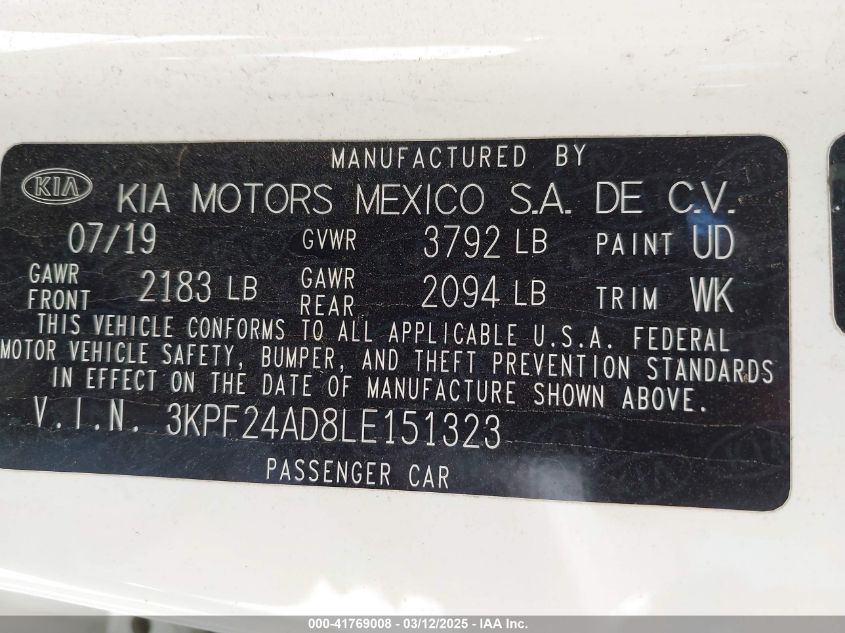 MANUFACTURED BY
KIA KIA MOTORS MEXICO S.A. DE C.V.
07/19 GVWR 3792 LB PAINT UD
GAWR FRONT 2183 LB GAWR REAR 2094 LB TRIM WK
THIS VEHICLE CONFORMS TO ALL APPLICABLE U.S.A. FEDERAL
MOTOR VEHICLE SAFETY, BUMPER, AND THEFT PREVENTION STANDARDS
IN EFFECT ON THE DATE OF MANUFACTURE SHOWN ABOVE.
V.I.N. 3KPF24AD8LE151323
PASSENGER CAR
000-41769008 - 03/12/2025 - IAA Inc.